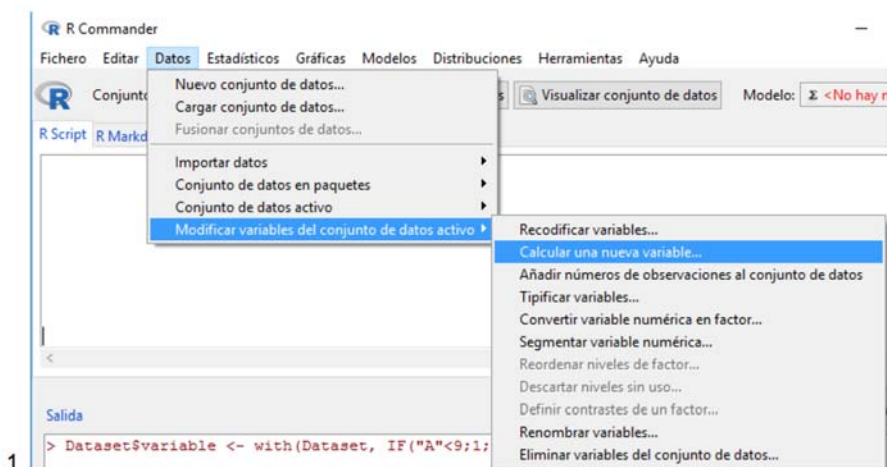 R Commander
Fichero Editar Datos Estadísticos Gráficas Modelos Distribuciones Herramientas Ayuda
Conjunto
Visualizar conjunto de datos Modelo: Σ <No hay
R Script R Markd
Nuevo conjunto de datos...
Cargar conjunto de datos...
Fusionar conjuntos de datos...
Importar datos
Conjunto de datos en paquetes
Conjunto de datos activo
Modificar variables del conjunto de datos activo
Recodificar variables...
Calcular una nueva variable...
Añadir números de observaciones al conjunto de datos
Tipificar variables...
Convertir variable numérica en factor...
Segmentar variable numérica...
Reordenar niveles de factor...
Descartar niveles sin uso...
Definir contrastes de un factor...
Renombrar variables...
Eliminar variables del conjunto de datos...
Salida
> Dataset$variable <- with(Dataset, IF("A"<9;1;
1